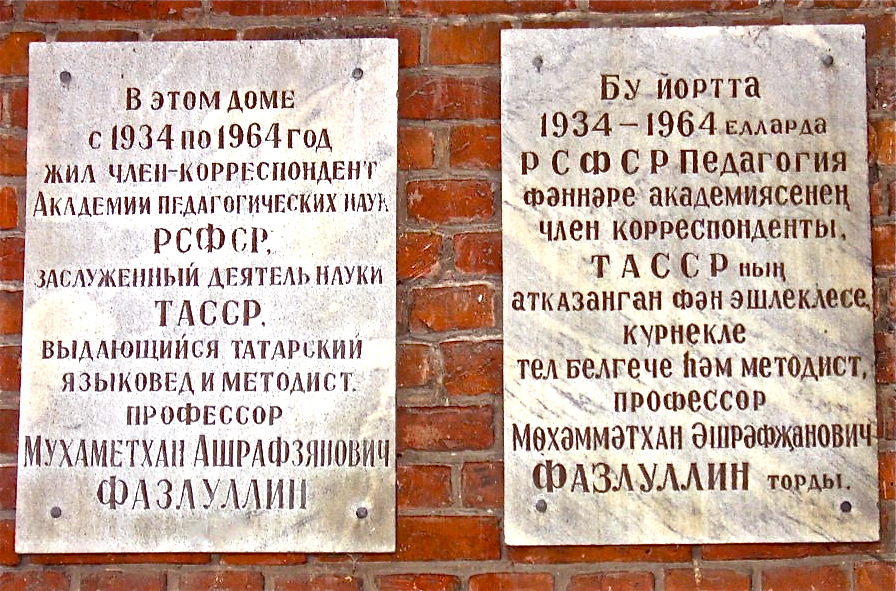 В ЭТОМ ДОМЕ
с 1934 по 1964 год
жил член-корреспондент
Академии педагогических наук
РСФСР,
заслуженный деятель науки
ТАССР,
выдающийся татарский
языковед и методист.
профессор
Мухаметхан Ашрафзянович
ФАЗЛУЛЛИН
Бу йортта
1934-1964 елларда
РСФСР Педагогия
фәннәре академиясенең
член корреспонденты,
ТАССР ның
атказанган фән эшлеклесе,
күрнекле
тел белгече һәм методист,
профессор
Мөхәммәтхан Әшрәфҗанович
ФАЗЛУЛЛИН торды.